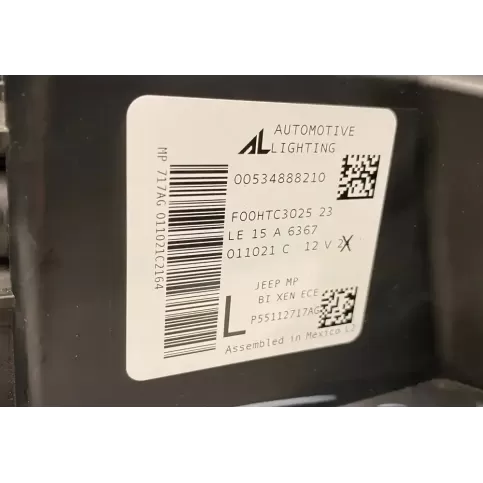 AL AUTOMOTIVE
LIGHTING
00534888210
F00HTC3025 23
LE 15 A 6367
011021 C 12 V 2X
JEEP MP
BI XEN ECE
L P55112717AG
Assembled in Mexico L2
MP 717AG 011021C2164